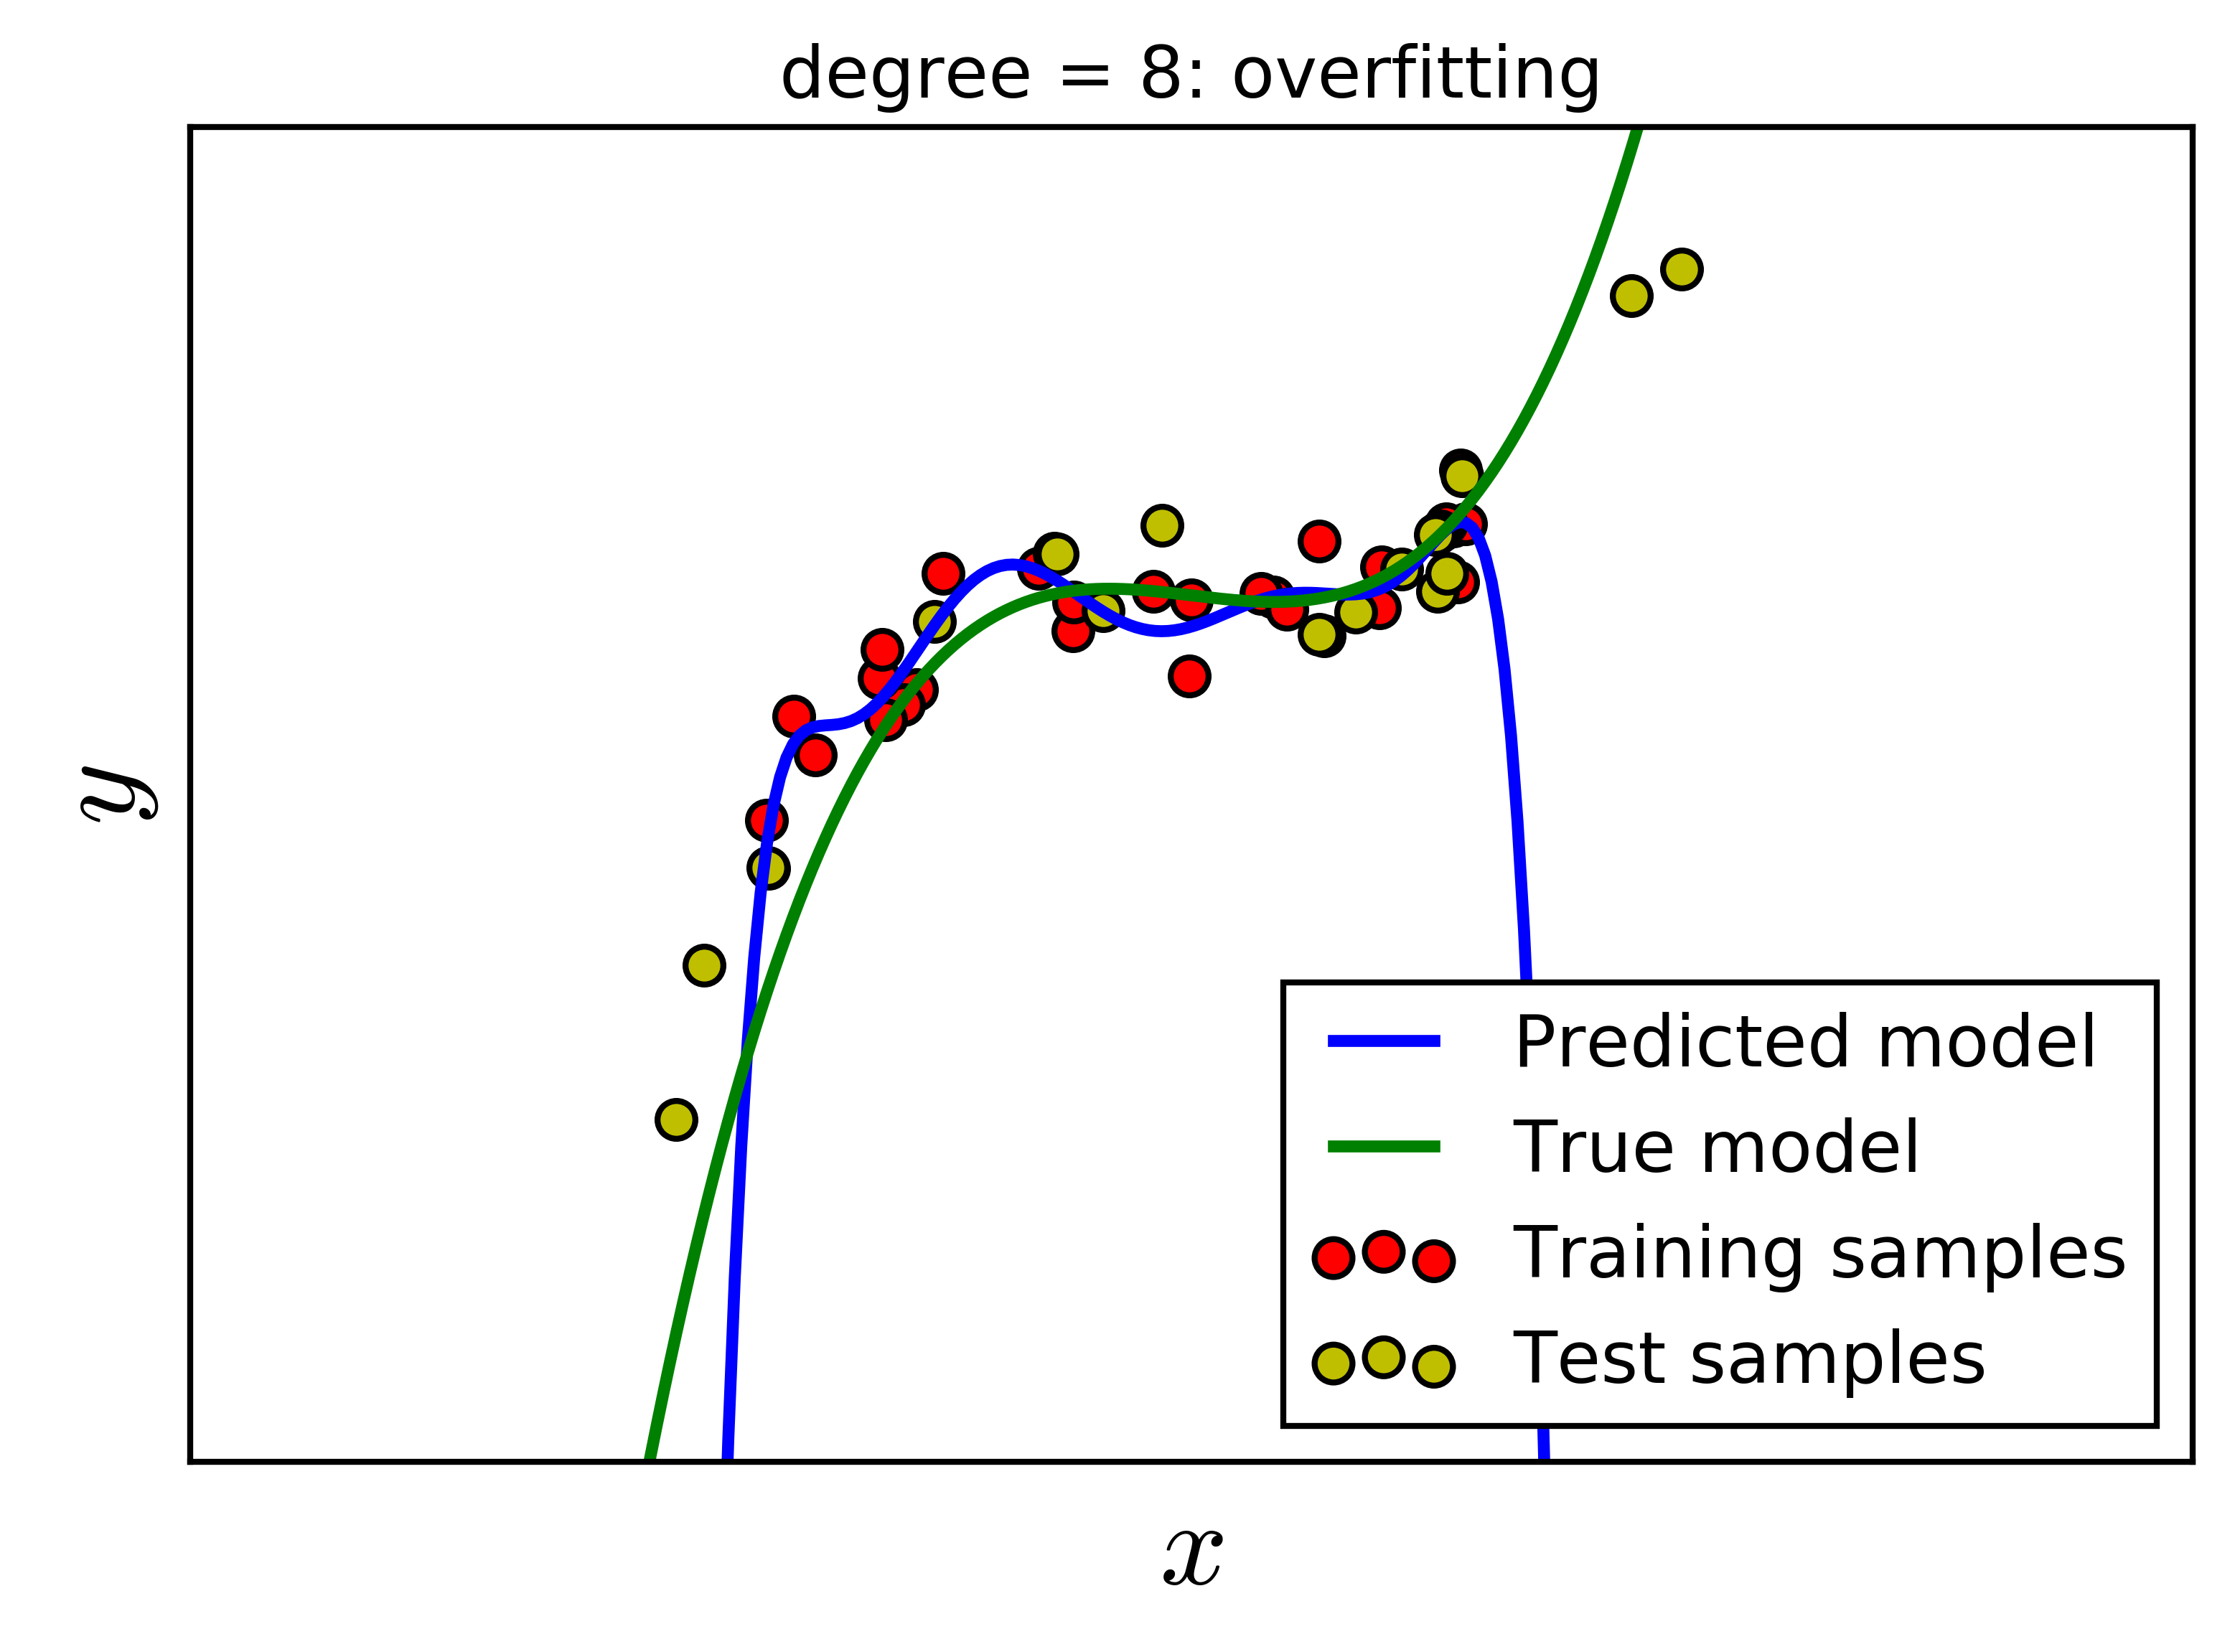 degree = 8: overfitting
y
Predicted model
True model
Training samples
Test samples
x